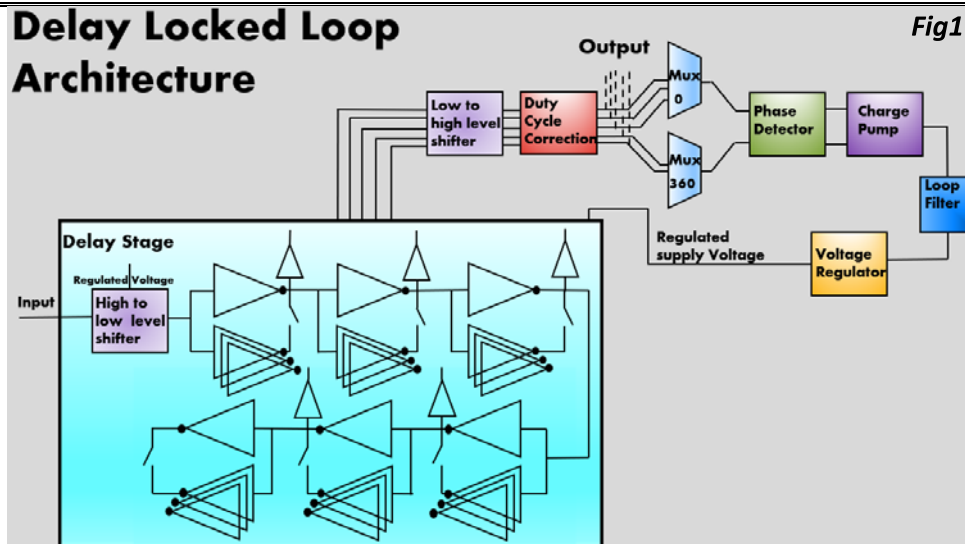 Delay Locked Loop
Architecture
Fig1
Output
Mux
0
Low to
high level
shifter
Duty
Cycle
Correction
Phase
Detector
Charge
Pump
Mux
360
Loop
Filter
Delay Stage
Regulated
supply Voltage
Voltage
Regulator
Regulated Voltage
Input
High to
low level
shifter